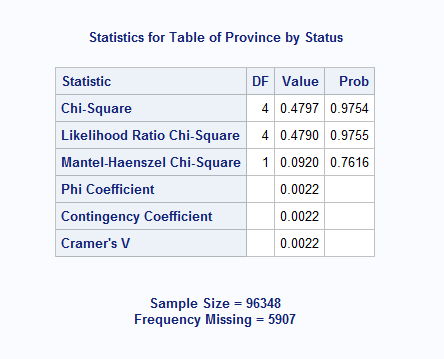 Statistics for Table of Province by Status
Statistic DF Value Prob
Chi-Square 4 0.4797 0.9754
Likelihood Ratio Chi-Square 4 0.4790 0.9755
Mantel-Haenszel Chi-Square 1 0.0920 0.7616
Phi Coefficient 0.0022
Contingency Coefficient 0.0022
Cramer's V 0.0022
Sample Size = 96348
Frequency Missing = 5907